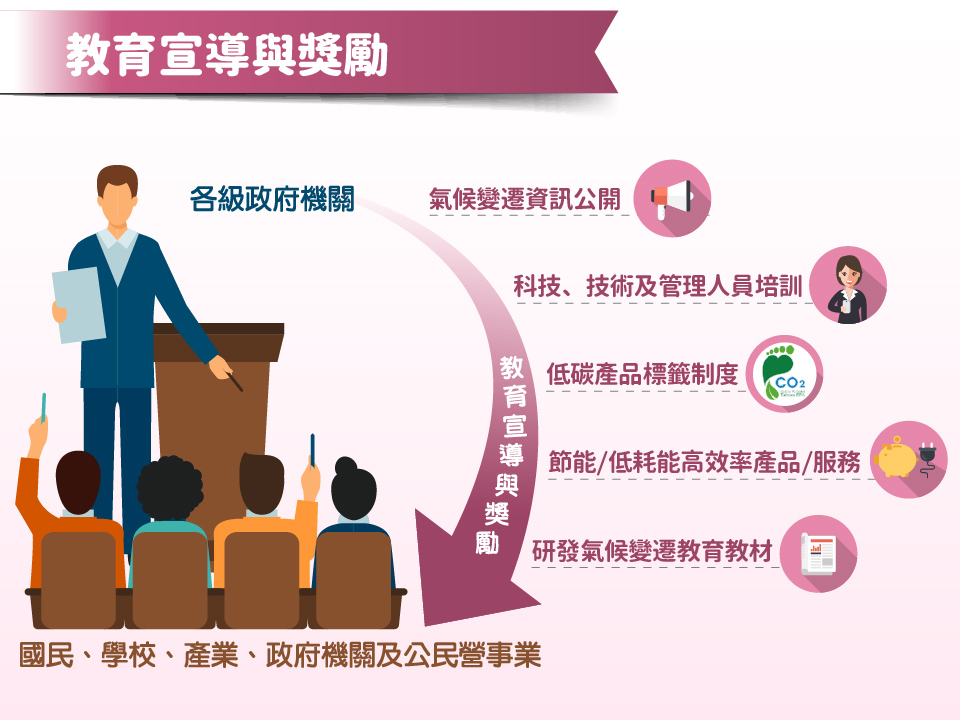 教育宣導與獎勵
各級政府機關
氣候變遷資訊公開
科技、技術及管理人員培訓
低碳產品標籤制度
CO2
節能/低耗能高效率產品/服務
研發氣候變遷教育教材
教育宣導與獎勵
國民、學校、產業、政府機關及公民營事業